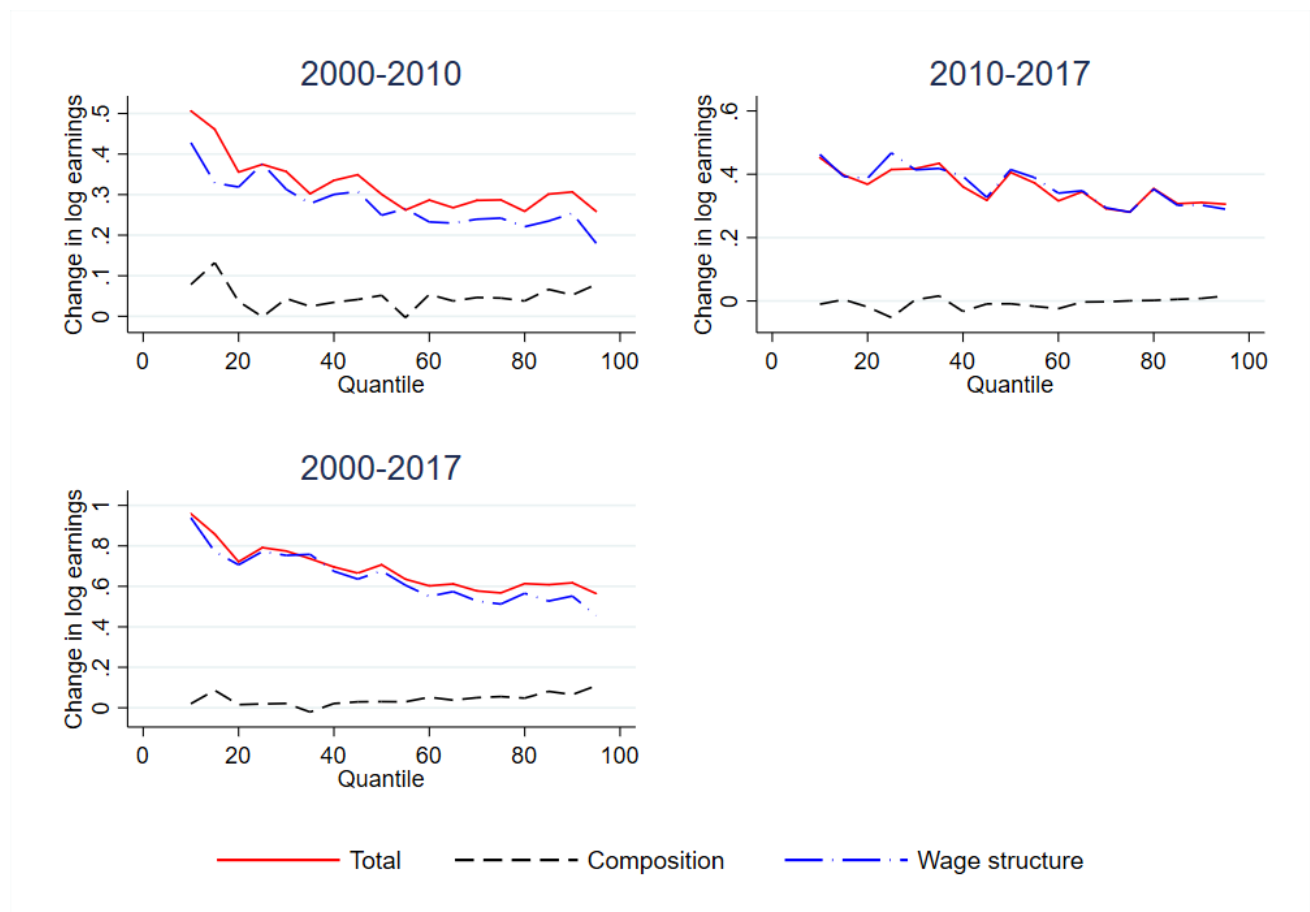 2000-2010
Change in log earnings
0 .1 .2 .3 .4 .5
0 20 40 60 80 100
Quantile
2010-2017
Change in log earnings
0 .2 .4 .6
0 20 40 60 80 100
Quantile
2000-2017
Change in log earnings
0 .2 .4 .6 .8 1
0 20 40 60 80 100
Quantile
Total Composition Wage structure